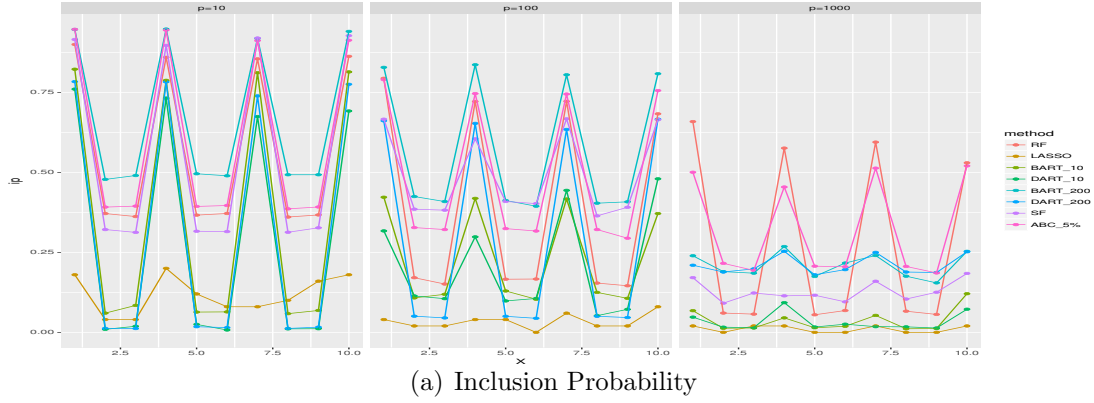 p=10
p=100
p=1000
ip
0.75
0.50
0.25
0.00
2.5
5.0
7.5
10.0
2.5
5.0
7.5
10.0
2.5
5.0
7.5
10.0
x
method
RF
LASSO
BART_10
DART_10
BART_200
DART_200
SF
ABC_5%
(a) Inclusion Probability